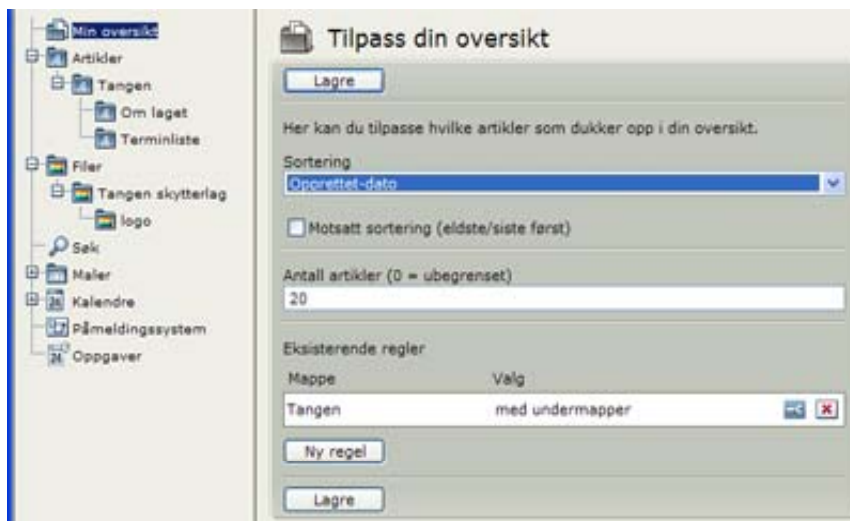 Min oversikt
Artikler
Tangen
Om laget
Terminliste
Filer
Tangen skytterlag
logo
Søk
Maler
Kalendre
Påmeldingssystem
Oppgaver
Tilpass din oversikt
Lagre
Her kan du tilpasse hvilke artikler som dukker opp i din oversikt.
Sortering
Opprettet-dato
Motsatt sortering (eldste/siste først)
Antall artikler (0 = ubegrenset)
20
Eksisterende regler
Mappe Valg
Tangen med undermapper
Ny regel
Lagre